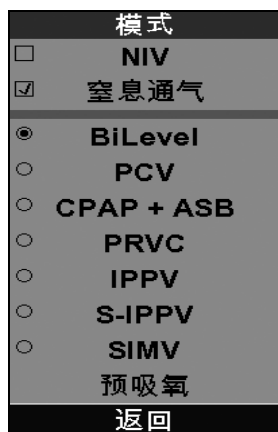 模式
NIV
窒息通气
BiLevel
PCV
CPAP + ASB
PRVC
IPPV
S-IPPV
SIMV
预吸氧
返回